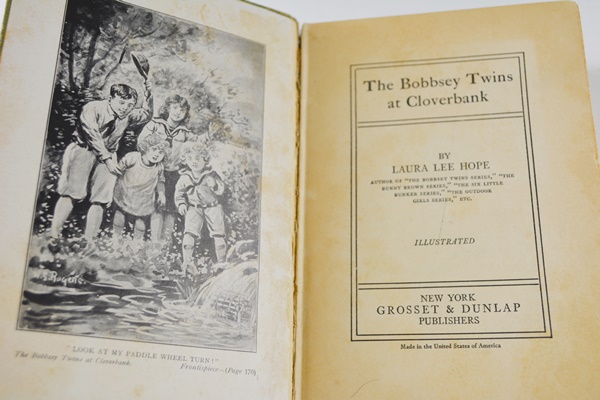 W.S. Rogers.
"LOOK AT MY PADDLE WHEEL TURN!"
The Bobbsey Twins at Cloverbank.
Frontispiece—(Page 170)
The Bobbsey Twins
at Cloverbank
BY
LAURA LEE HOPE
AUTHOR OF "THE BOBBSEY TWINS SERIES," "THE
BUNNY BROWN SERIES," "THE SIX LITTLE
BUNKER SERIES," "THE OUTDOOR
GIRLS SERIES," ETC.
ILLUSTRATED
NEW YORK
GROSSET & DUNLAP
PUBLISHERS
Made in the United States of America